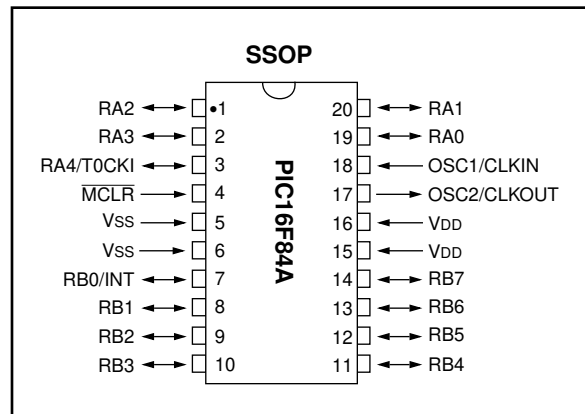 SSOP
RA2 •1 20 RA1
RA3 2 19 RA0
RA4/T0CKI 3 18 OSC1/CLKIN
MCLR 4 17 OSC2/CLKOUT
VSS 5 16 VDD
VSS 6 15 VDD
RB0/INT 7 14 RB7
RB1 8 13 RB6
RB2 9 12 RB5
RB3 10 11 RB4
PIC16F84A